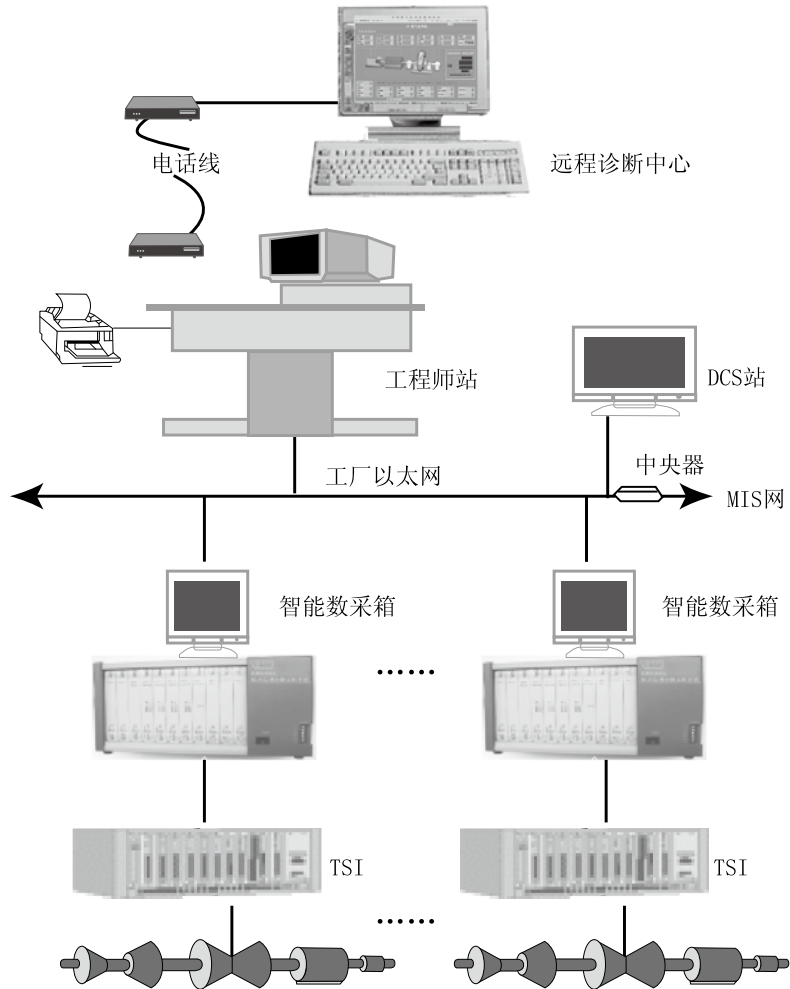 电话线
远程诊断中心
工程师站
DCS站
中央器
工厂以太网
MIS网
智能数采箱
智能数采箱
……
TSI
TSI
……